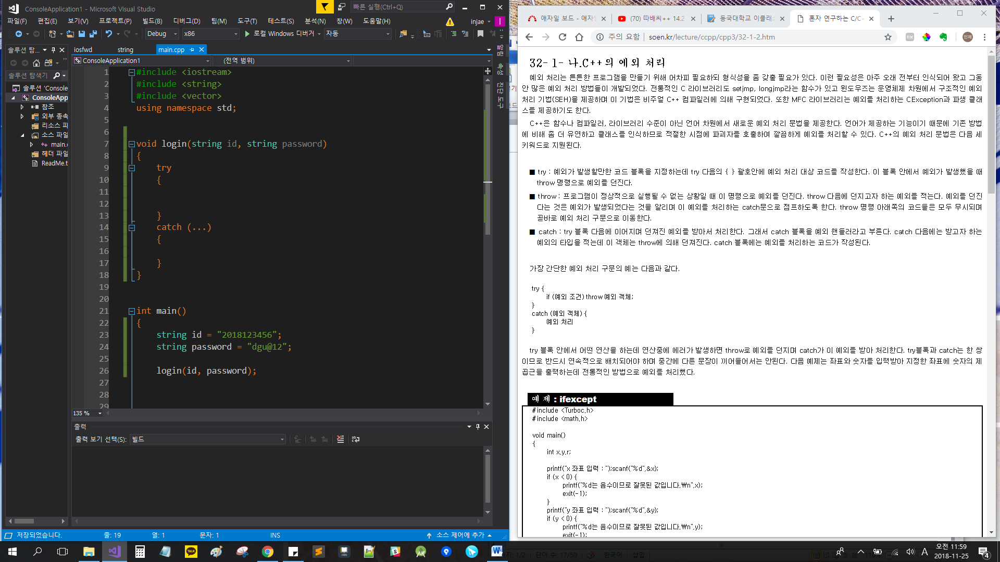 ConsoleApplication1 - Microsoft Visual Studio
빠른 실행(Ctrl+Q)
파일(F) 편집(E) 보기(V) 프로젝트(P) 빌드(B) 디버그(D) 팀(M) 도구(T) 테스트(S) 분석(N) 창(W) 도움말(H) injae
Debug x86 로컬 Windows 디버거 자동
솔루션 탐...
iosfwd string main.cpp
ConsoleApplication1 (전역 범위)
솔루션 탐색기
솔루션 'Console
ConsoleApp
참조
외부 종속
리소스 파
소스 파일
main.c
헤더 파일
ReadMe.t
1 #include <iostream>
2 #include <string>
3 #include <vector>
4 using namespace std;
5
6
7 void login(string id, string password)
8 {
9 try
10 {
11
12
13 }
14 catch (...)
15 {
16
17 }
18 }
19
20
21 int main()
22 {
23 string id = "2018123456";
24 string password = "dgu@12";
25
26 login(id, password);
27
28
29
135 %
출력
출력 보기 선택(S): 빌드
저장되었습니다. 줄: 19 열: 1 문자: 1 INS 소스 제어에 추가
알림
속성
진단 도구
애자일 보드 - 애자일 (70) 따배씨++ 14.2 동국대학교 이클래스 혼자 연구하는 C/C+
주의 요함 soen.kr/lecture/ccpp/cpp3/32-1-2.htm 인제
32-1-나.C++의 예외 처리
예외 처리는 튼튼한 프로그램을 만들기 위해 어차피 필요하되 형식성을 좀 갖출 필요가 있다. 이런 필요성은 아주 오래 전부터 인식되어 왔고 그동
안 많은 예외 처리 방법들이 개발되었다. 전통적인 C 라이브러리도 setjmp, longjmp라는 함수가 있고 윈도우즈는 운영체제 차원에서 구조적인 예외
처리 기법(SEH)을 제공하며 이 기법은 비주얼 C++ 컴파일러에 의해 구현되었다. 또한 MFC 라이브러리는 예외를 처리하는 CException과 파생 클래
스를 제공하기도 한다.
C++은 함수나 컴파일러, 라이브러리 수준이 아닌 언어 차원에서 새로운 예외 처리 문법을 제공한다. 언어가 제공하는 기능이기 때문에 기존 방법
에 비해 좀 더 유연하고 클래스를 인식하므로 적절한 시점에 파괴자를 호출하며 깔끔하게 예외를 처리할 수 있다. C++의 예외 처리 문법은 다음 세
키워드로 지원된다.
■ try : 예외가 발생할만한 코드 블록을 지정하는데 try 다음의 { } 괄호안에 예외 처리 대상 코드를 작성한다. 이 블록 안에서 예외가 발생했을 때
throw 명령으로 예외를 던진다.
■ throw : 프로그램이 정상적으로 실행될 수 없는 상황일 때 이 명령으로 예외를 던진다. throw 다음에 던지고자 하는 예외를 적는다. 예외를 던진
다는 것은 예외가 발생되었다는 것을 알리며 이 예외를 처리하는 catch문으로 점프하도록 한다. throw 명령 아래쪽의 코드들은 모두 무시되며
곧바로 예외 처리 구문으로 이동한다.
■ catch : try 블록 다음에 이어지며 던져진 예외를 받아서 처리한다. 그래서 catch 블록을 예외 핸들러라고 부른다. catch 다음에는 받고자 하는
예외의 타입을 적는데 이 객체는 throw에 의해 던져진다. catch 블록에는 예외를 처리하는 코드가 작성된다.
가장 간단한 예외 처리 구문의 예는 다음과 같다.
try {
if (예외 조건) throw 예외 객체;
}
catch (예외 객체) {
예외 처리
}
try 블록 안에서 어떤 연산을 하는데 연산중에 에러가 발생하면 throw로 예외를 던지며 catch가 이 예외를 받아 처리한다. try블록과 catch는 한 쌍
이므로 반드시 연속적으로 배치되어야 하며 중간에 다른 문장이 끼어들어서는 안된다. 다음 예제는 좌표와 숫자를 입력받아 지정한 좌표에 숫자의 제
곱근을 출력하는데 전통적인 방법으로 예외를 처리했다.
예 제 : ifexcept
#include <Turboc.h>
#include <math.h>
void main()
{
int x,y,r;
printf("x 좌표 입력 : ");scanf("%d",&x);
if (x < 0) {
printf("%d는 음수이므로 잘못된 값입니다.₩n",x);
exit(-1);
}
printf("y 좌표 입력 : ");scanf("%d",&y);
if (y < 0) {
printf("%d는 음수이므로 잘못된 값입니다.₩n",y);
exit(-1);
TALK
단어 수: 17/50 한국어 삽입
A 오전 11:59
2018-11-25
4